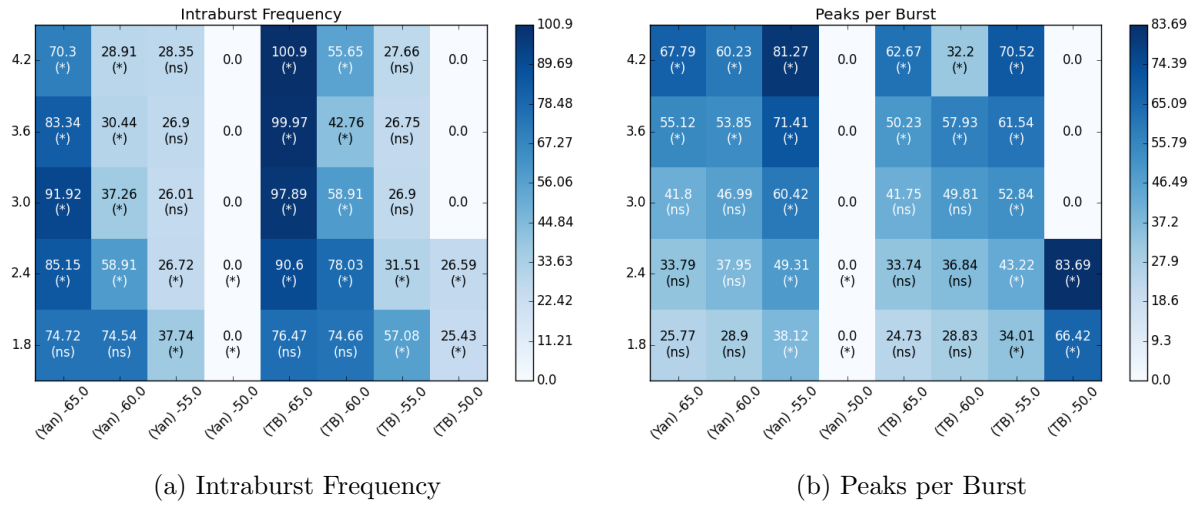 Intraburst Frequency
4.2 70.3 28.91 28.35 0.0 100.9 55.65 27.66 0.0
(*) (*) (ns) (*) (*) (ns)
3.6 83.34 30.44 26.9 0.0 99.97 42.76 26.75 0.0
(*) (*) (ns) (*) (*) (ns)
3.0 91.92 37.26 26.01 0.0 97.89 58.91 26.9 0.0
(*) (*) (ns) (*) (*) (ns)
2.4 85.15 58.91 26.72 0.0 90.6 78.03 31.51 26.59
(*) (*) (ns) (*) (*) (*) (*) (*)
1.8 74.72 74.54 37.74 0.0 76.47 74.66 57.08 25.43
(ns) (ns) (*) (*) (ns) (ns) (*) (*)
(Yan) -65.0 (Yan) -60.0 (Yan) -55.0 (Yan) -50.0 (TB) -65.0 (TB) -60.0 (TB) -55.0 (TB) -50.0
100.9
89.69
78.48
67.27
56.06
44.84
33.63
22.42
11.21
0.0
(a) Intraburst Frequency
Peaks per Burst
4.2 67.79 60.23 81.27 0.0 62.67 32.2 70.52 0.0
(*) (*) (*) (*) (*) (*)
3.6 55.12 53.85 71.41 0.0 50.23 57.93 61.54 0.0
(*) (*) (*) (*) (*) (*)
3.0 41.8 46.99 60.42 0.0 41.75 49.81 52.84 0.0
(ns) (ns) (*) (ns) (ns) (*)
2.4 33.79 37.95 49.31 0.0 33.74 36.84 43.22 83.69
(ns) (ns) (*) (*) (ns) (ns) (*) (*)
1.8 25.77 28.9 38.12 0.0 24.73 28.83 34.01 66.42
(ns) (ns) (*) (*) (ns) (ns) (*) (*)
(Yan) -65.0 (Yan) -60.0 (Yan) -55.0 (Yan) -50.0 (TB) -65.0 (TB) -60.0 (TB) -55.0 (TB) -50.0
83.69
74.39
65.09
55.79
46.49
37.2
27.9
18.6
9.3
0.0
(b) Peaks per Burst